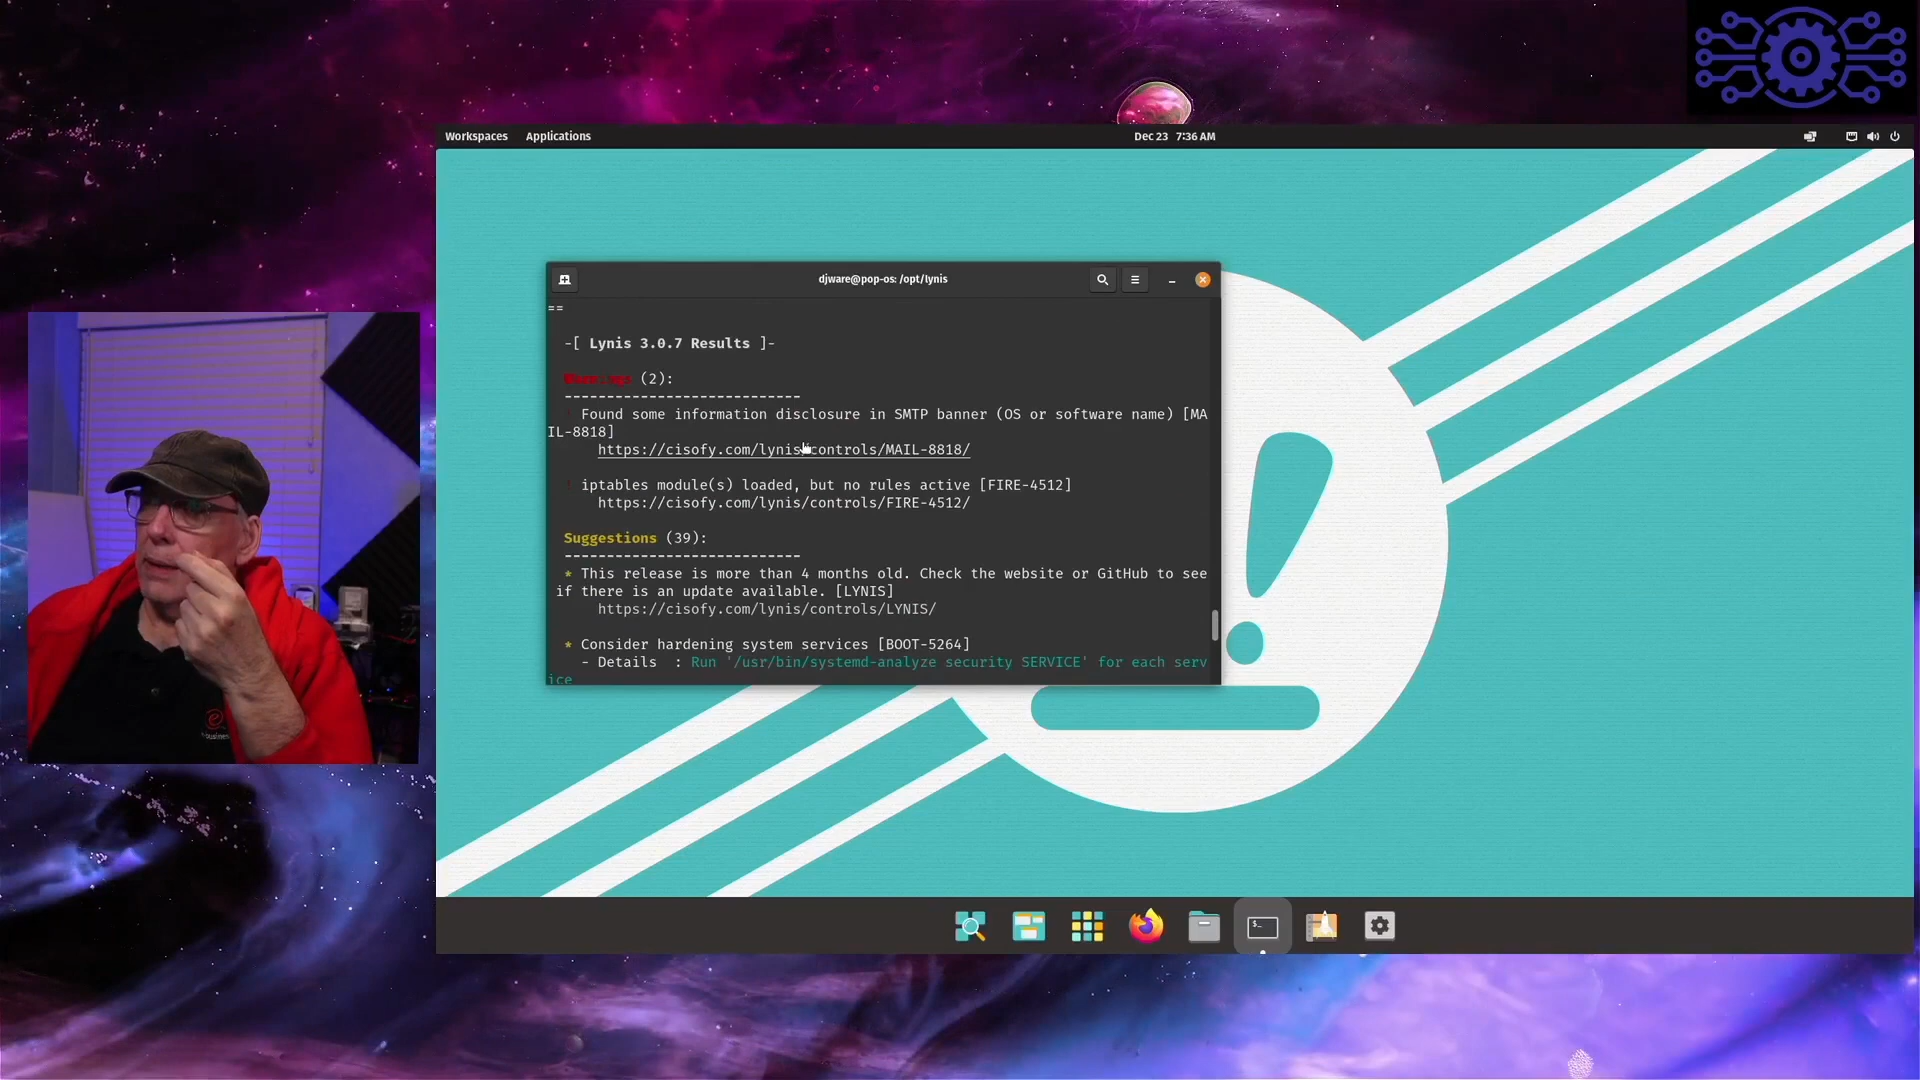 Workspaces Applications Dec 23 7:36 AM
djware@pop-os: /opt/lynis
==
-[ Lynis 3.0.7 Results ]-
Warnings (2):
----------------------------
! Found some information disclosure in SMTP banner (OS or software name) [MA
IL-8818]
https://cisofy.com/lynis/controls/MAIL-8818/
! iptables module(s) loaded, but no rules active [FIRE-4512]
https://cisofy.com/lynis/controls/FIRE-4512/
Suggestions (39):
----------------------------
* This release is more than 4 months old. Check the website or GitHub to see
if there is an update available. [LYNIS]
https://cisofy.com/lynis/controls/LYNIS/
* Consider hardening system services [BOOT-5264]
- Details : Run '/usr/bin/systemd-analyze security SERVICE' for each serv
ice